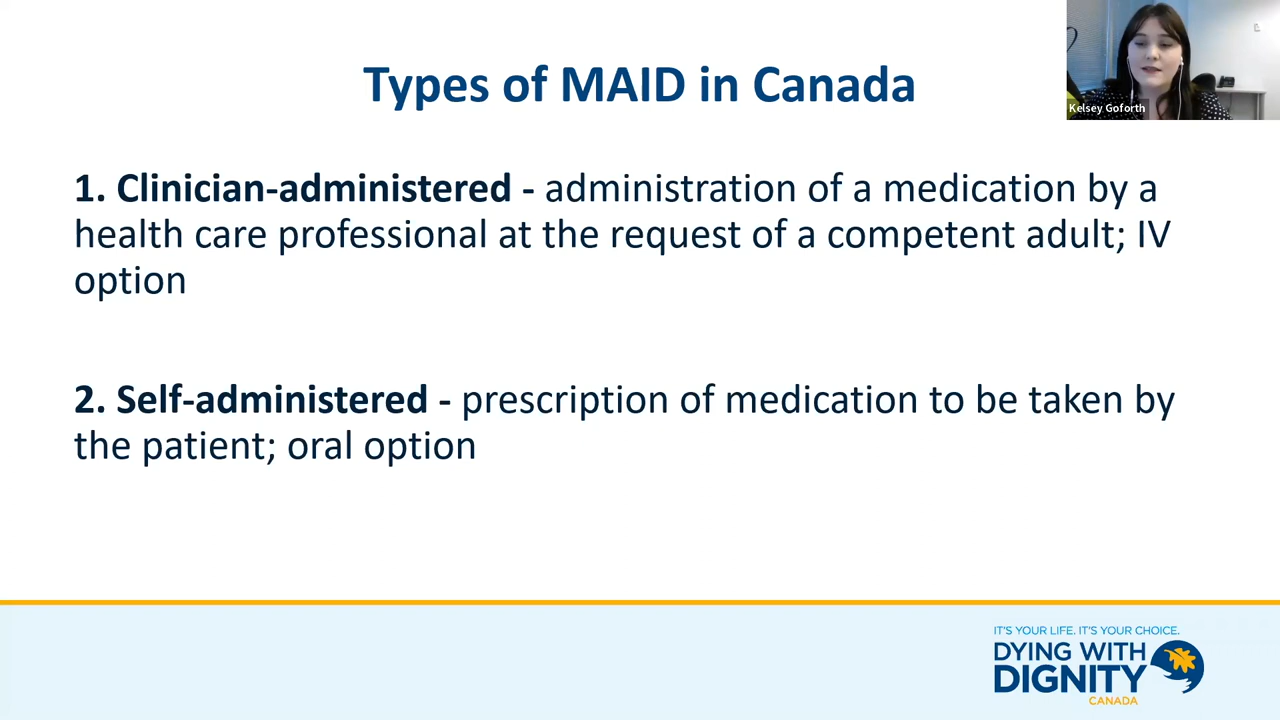 Types of MAID in Canada
Kelsey Goforth
1. Clinician-administered - administration of a medication by a
health care professional at the request of a competent adult; IV
option
2. Self-administered - prescription of medication to be taken by
the patient; oral option
IT'S YOUR LIFE. IT'S YOUR CHOICE.
DYING WITH
DIGNITY
CANADA